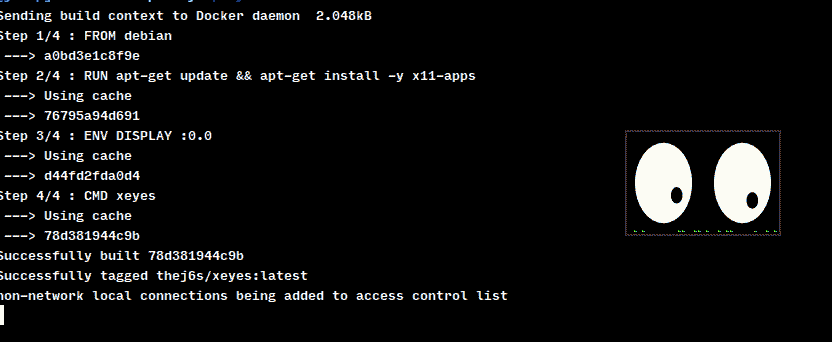 Sending build context to Docker daemon  2.048kB
Step 1/4 : FROM debian
 ---> a0bd3e1c8f9e
Step 2/4 : RUN apt-get update && apt-get install -y x11-apps
 ---> Using cache
 ---> 76795a94d691
Step 3/4 : ENV DISPLAY :0.0
 ---> Using cache
 ---> d44fd2fda0d4
Step 4/4 : CMD xeyes
 ---> Using cache
 ---> 78d381944c9b
Successfully built 78d381944c9b
Successfully tagged thej6s/xeyes:latest
non-network local connections being added to access control list